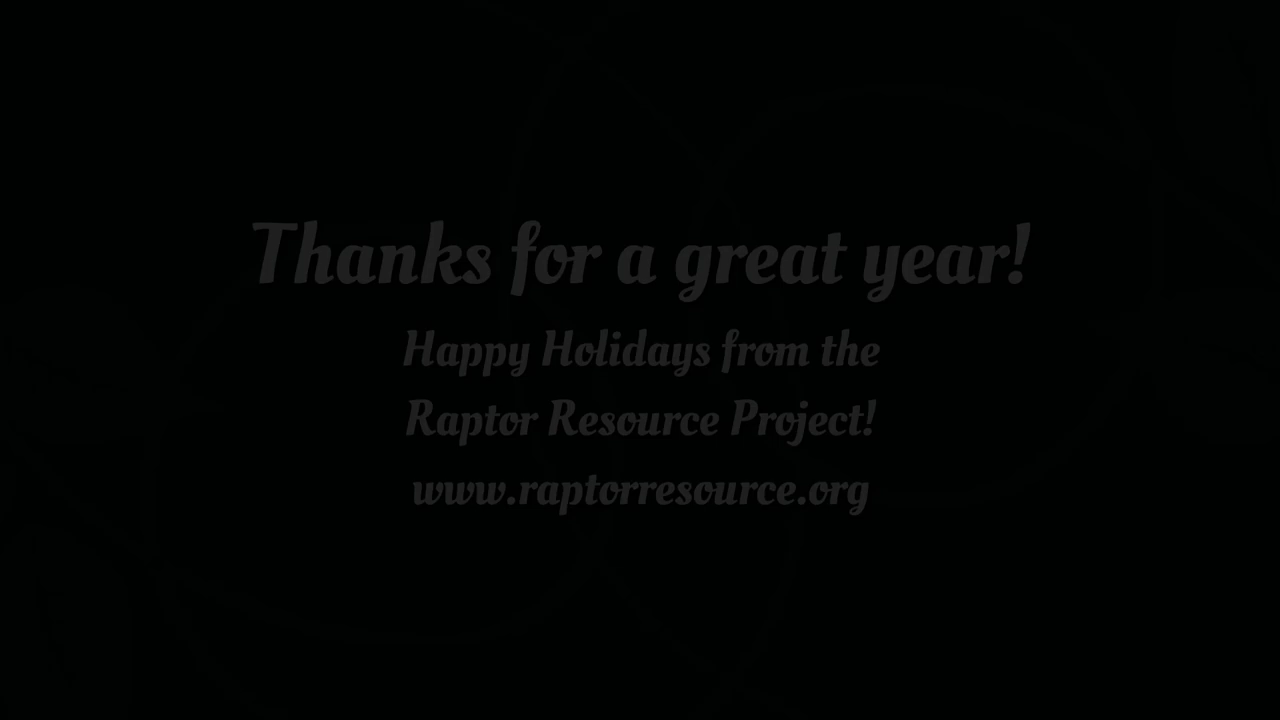 Thanks for a great year!
Happy Holidays from the
Raptor Resource Project!
www.raptorresource.org